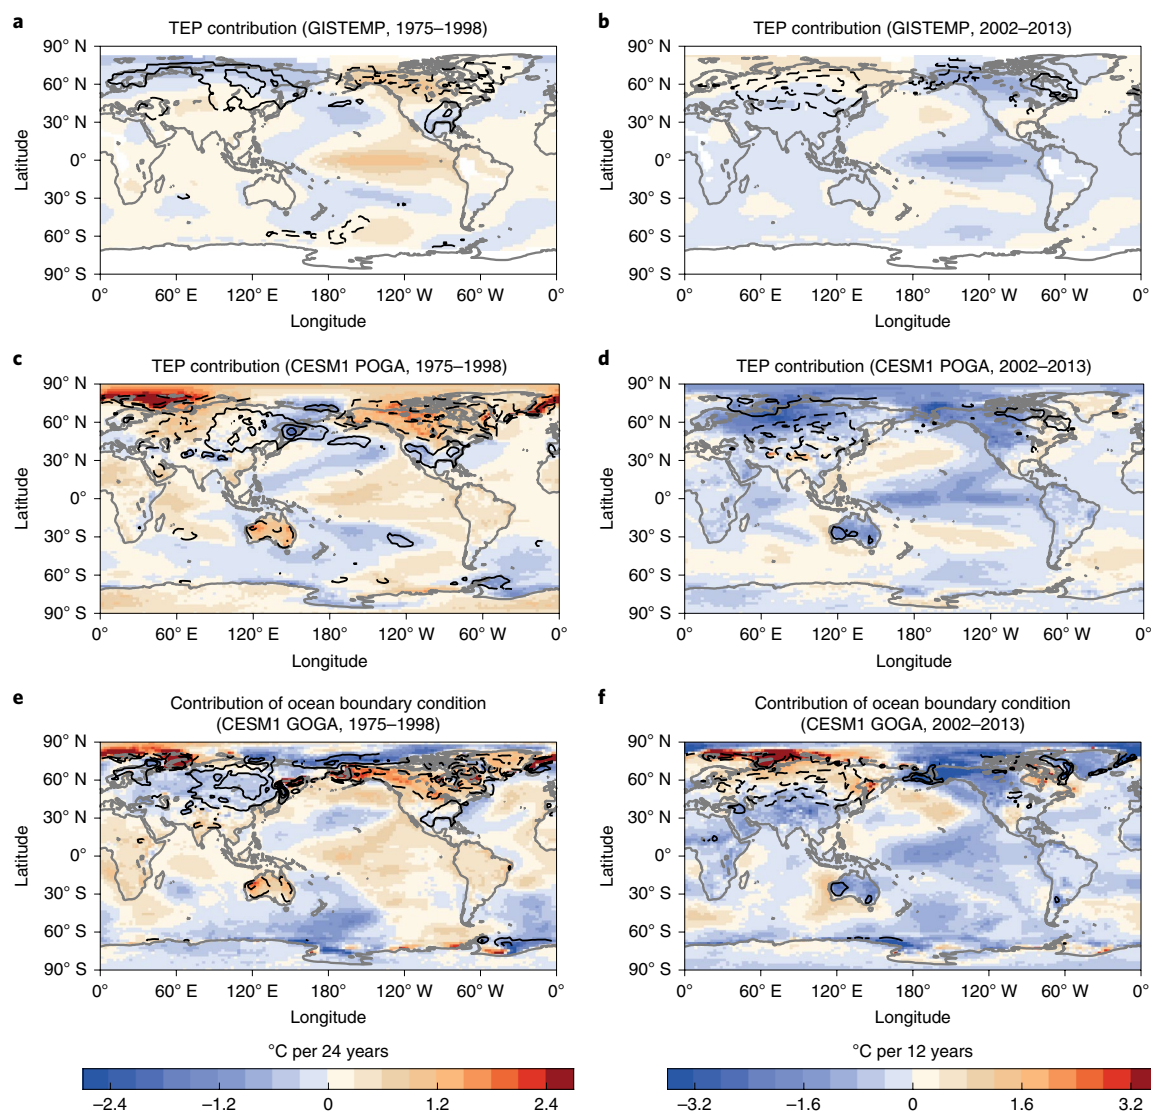 a
TEP contribution (GISTEMP, 1975–1998)
90° N
60° N
30° N
0°
30° S
60° S
90° S
Latitude
0°
60° E
120° E
180°
120° W
60° W
0°
Longitude
b
TEP contribution (GISTEMP, 2002–2013)
90° N
60° N
30° N
0°
30° S
60° S
90° S
Latitude
0°
60° E
120° E
180°
120° W
60° W
0°
Longitude
c
TEP contribution (CESM1 POGA, 1975–1998)
90° N
60° N
30° N
0°
30° S
60° S
90° S
Latitude
0°
60° E
120° E
180°
120° W
60° W
0°
Longitude
d
TEP contribution (CESM1 POGA, 2002–2013)
90° N
60° N
30° N
0°
30° S
60° S
90° S
Latitude
0°
60° E
120° E
180°
120° W
60° W
0°
Longitude
e
Contribution of ocean boundary condition
(CESM1 GOGA, 1975–1998)
90° N
60° N
30° N
0°
30° S
60° S
90° S
Latitude
0°
60° E
120° E
180°
120° W
60° W
0°
Longitude
°C per 24 years
–2.4
–1.2
0
1.2
2.4
f
Contribution of ocean boundary condition
(CESM1 GOGA, 2002–2013)
90° N
60° N
30° N
0°
30° S
60° S
90° S
Latitude
0°
60° E
120° E
180°
120° W
60° W
0°
Longitude
°C per 12 years
–3.2
–1.6
0
1.6
3.2